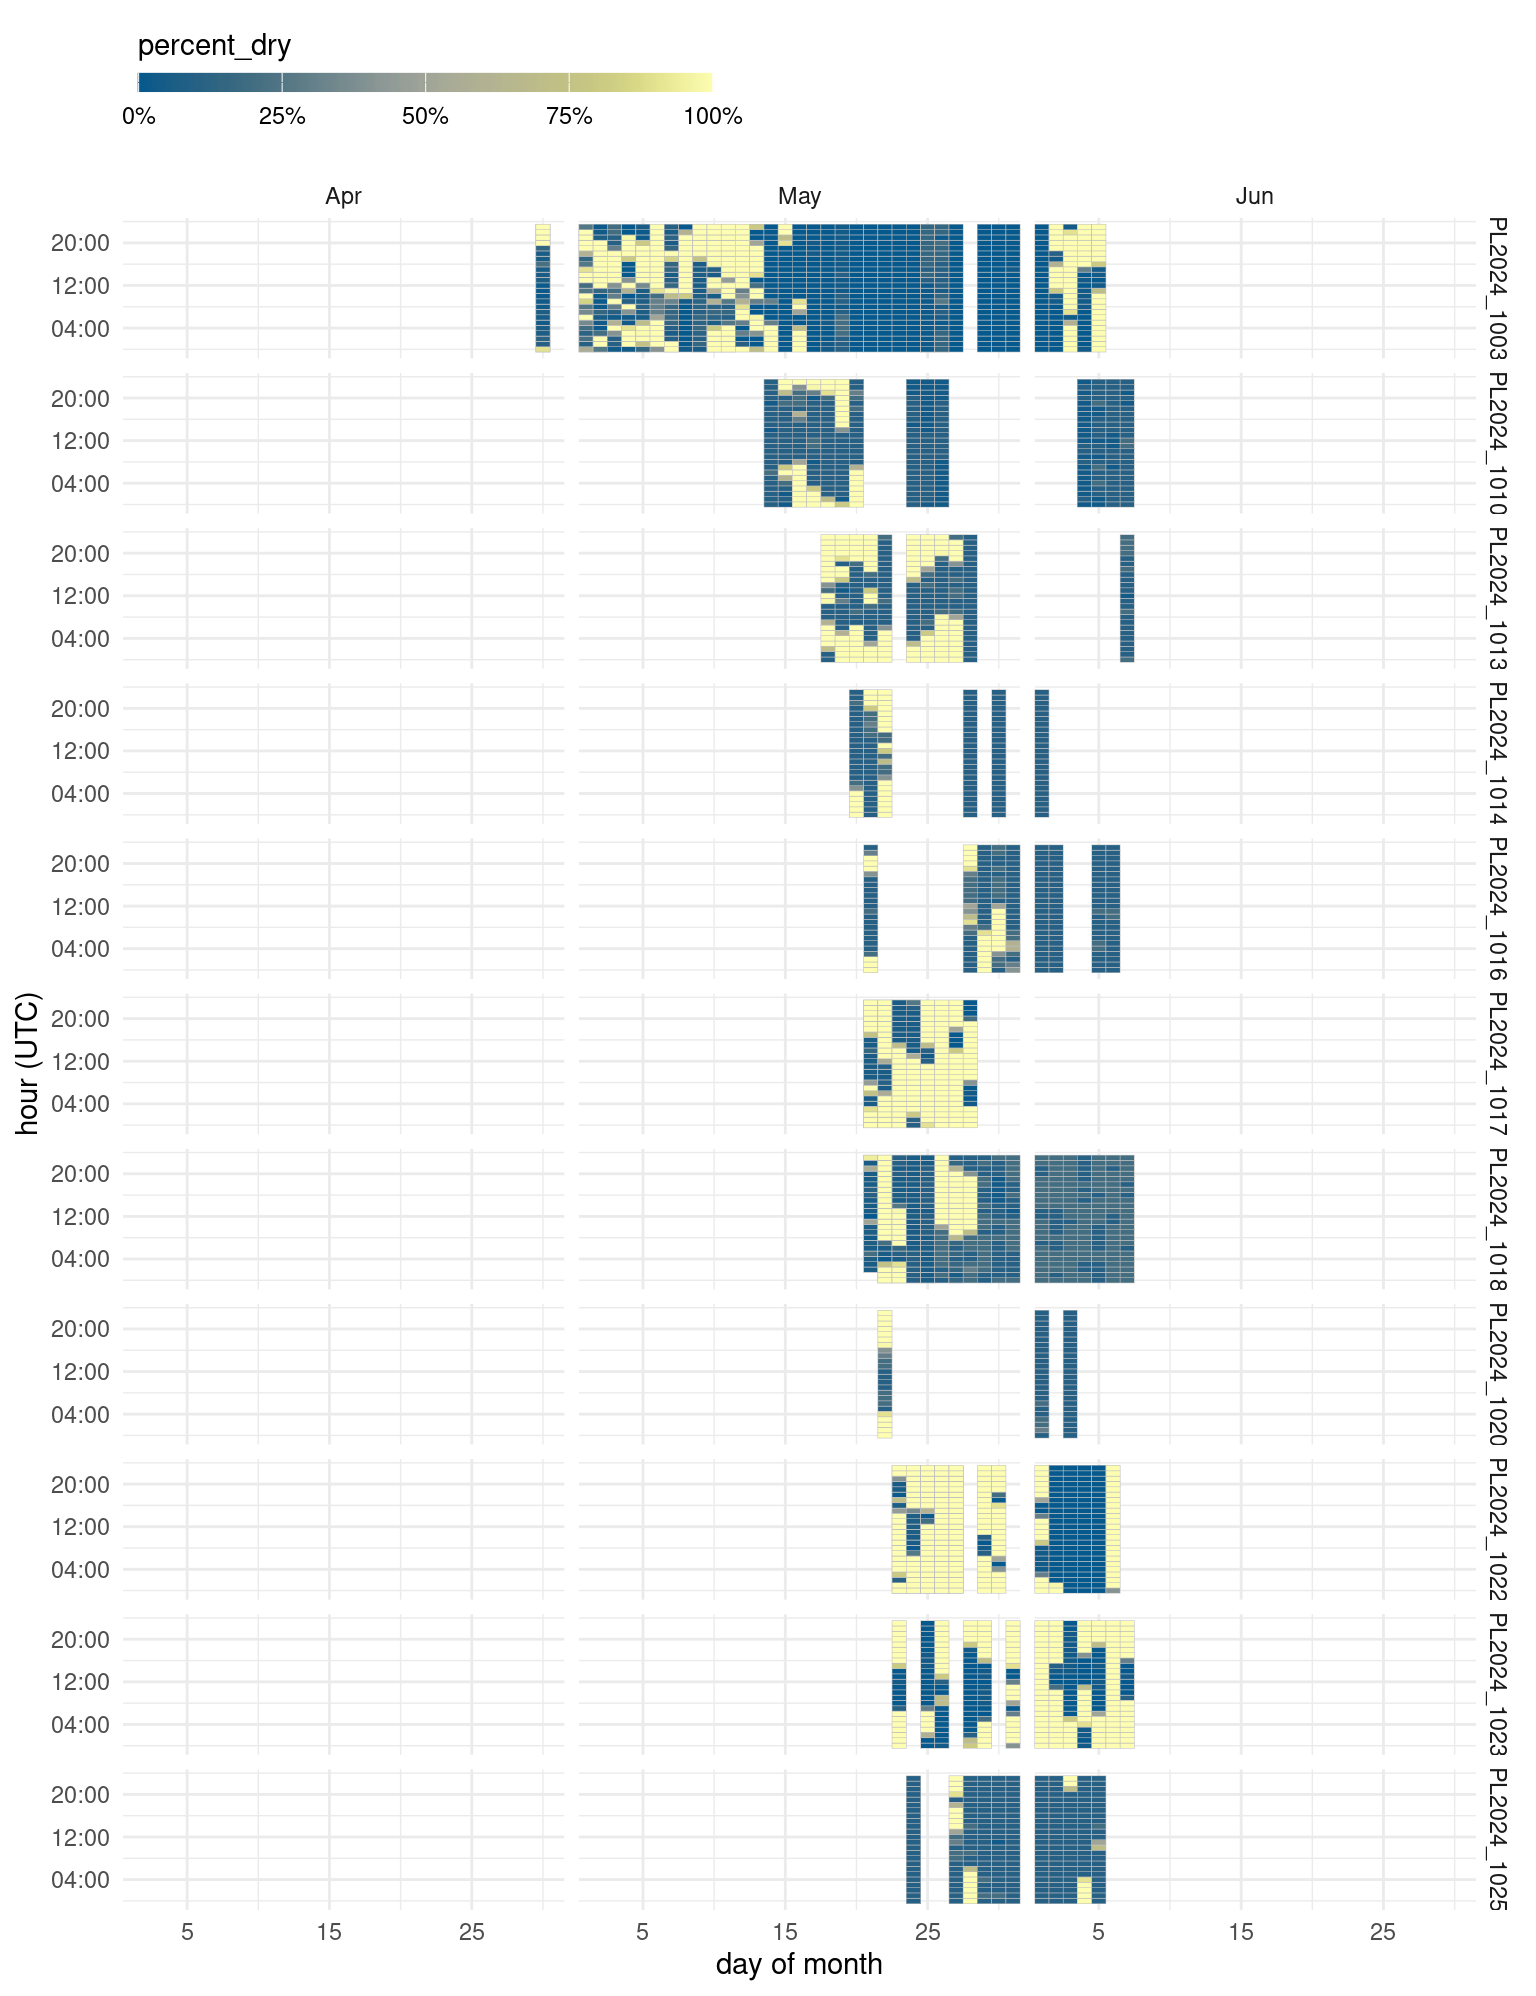 percent_dry
0% 25% 50% 75% 100%
Apr May Jun
20:00
12:00
04:00
PL2024_1003
20:00
12:00
04:00
PL2024_1010
20:00
12:00
04:00
PL2024_1013
20:00
12:00
04:00
PL2024_1014
20:00
12:00
04:00
PL2024_1016
hour (UTC)
20:00
12:00
04:00
PL2024_1017
20:00
12:00
04:00
PL2024_1018
20:00
12:00
04:00
PL2024_1020
20:00
12:00
04:00
PL2024_1022
20:00
12:00
04:00
PL2024_1023
20:00
12:00
04:00
PL2024_1025
5 15 25 5 15 25 5 15 25
day of month